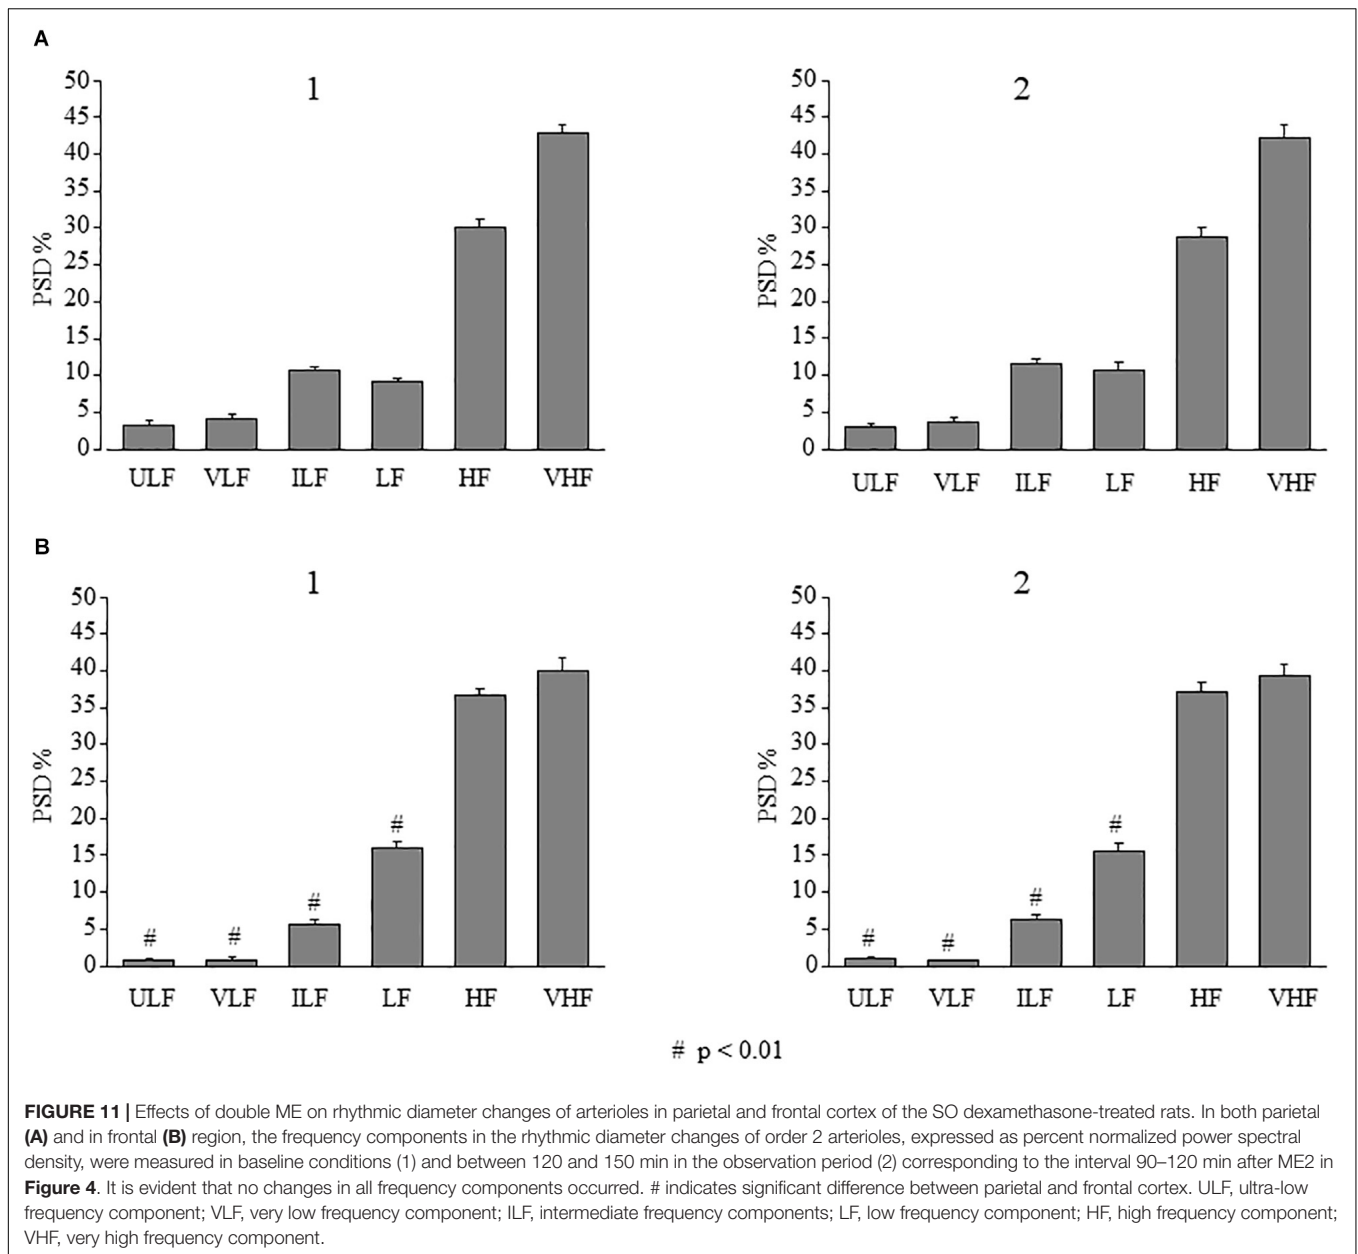 A
1
2
50
45
40
35
30
25
20
15
10
5
0
PSD %
ULF VLF ILF LF HF VHF
50
45
40
35
30
25
20
15
10
5
0
PSD %
ULF VLF ILF LF HF VHF
B
1
2
50
45
40
35
30
25
20
15
10
5
0
PSD %
# # # #
ULF VLF ILF LF HF VHF
50
45
40
35
30
25
20
15
10
5
0
PSD %
# # # #
ULF VLF ILF LF HF VHF
# p < 0.01
FIGURE 11 | Effects of double ME on rhythmic diameter changes of arterioles in parietal and frontal cortex of the SO dexamethasone-treated rats. In both parietal
(A) and in frontal (B) region, the frequency components in the rhythmic diameter changes of order 2 arterioles, expressed as percent normalized power spectral
density, were measured in baseline conditions (1) and between 120 and 150 min in the observation period (2) corresponding to the interval 90–120 min after ME2 in
Figure 4. It is evident that no changes in all frequency components occurred. # indicates significant difference between parietal and frontal cortex. ULF, ultra-low
frequency component; VLF, very low frequency component; ILF, intermediate frequency components; LF, low frequency component; HF, high frequency component;
VHF, very high frequency component.